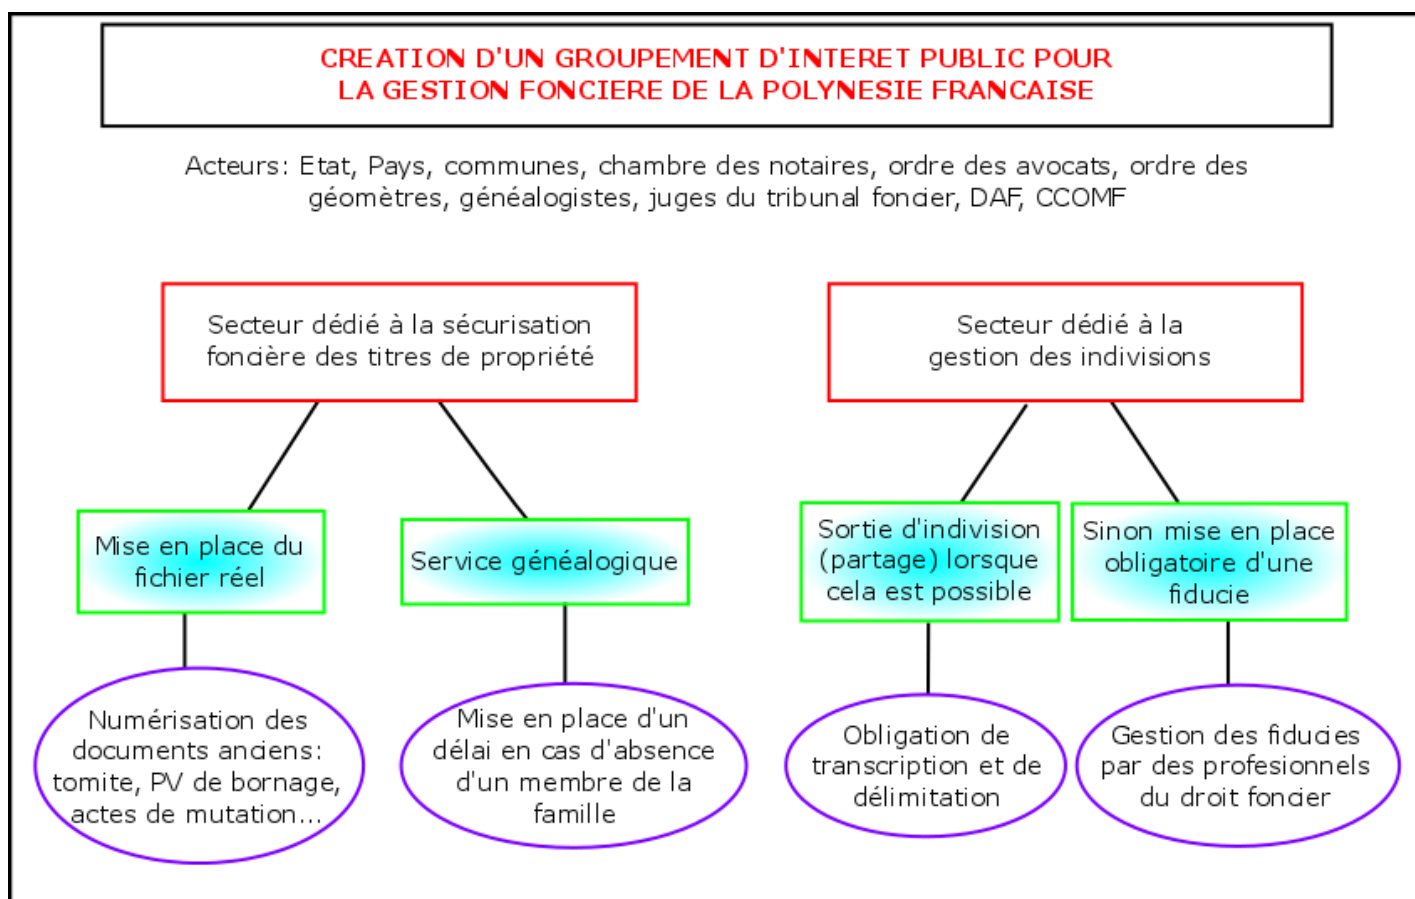 CREATION D'UN GROUPEMENT D'INTERET PUBLIC POUR
LA GESTION FONCIERE DE LA POLYNESIE FRANCAISE
Acteurs: Etat, Pays, communes, chambre des notaires, ordre des avocats, ordre des
géomètres, généalogistes, juges du tribunal foncier, DAF, CCOMF
Secteur dédié à la sécurisation
foncière des titres de propriété
Secteur dédié à la
gestion des indivisions
Mise en place du
fichier réel
Service généalogique
Sortie d'indivision
(partage) lorsque
cela est possible
Sinon mise en place
obligatoire d'une
fiducie
Numérisation des
documents anciens:
tomite, PV de bornage,
actes de mutation...
Mise en place d'un
délai en cas d'absence
d'un membre de la
famille
Obligation de
transcription et de
délimitation
Gestion des fiducies
par des profesionnels
du droit foncier